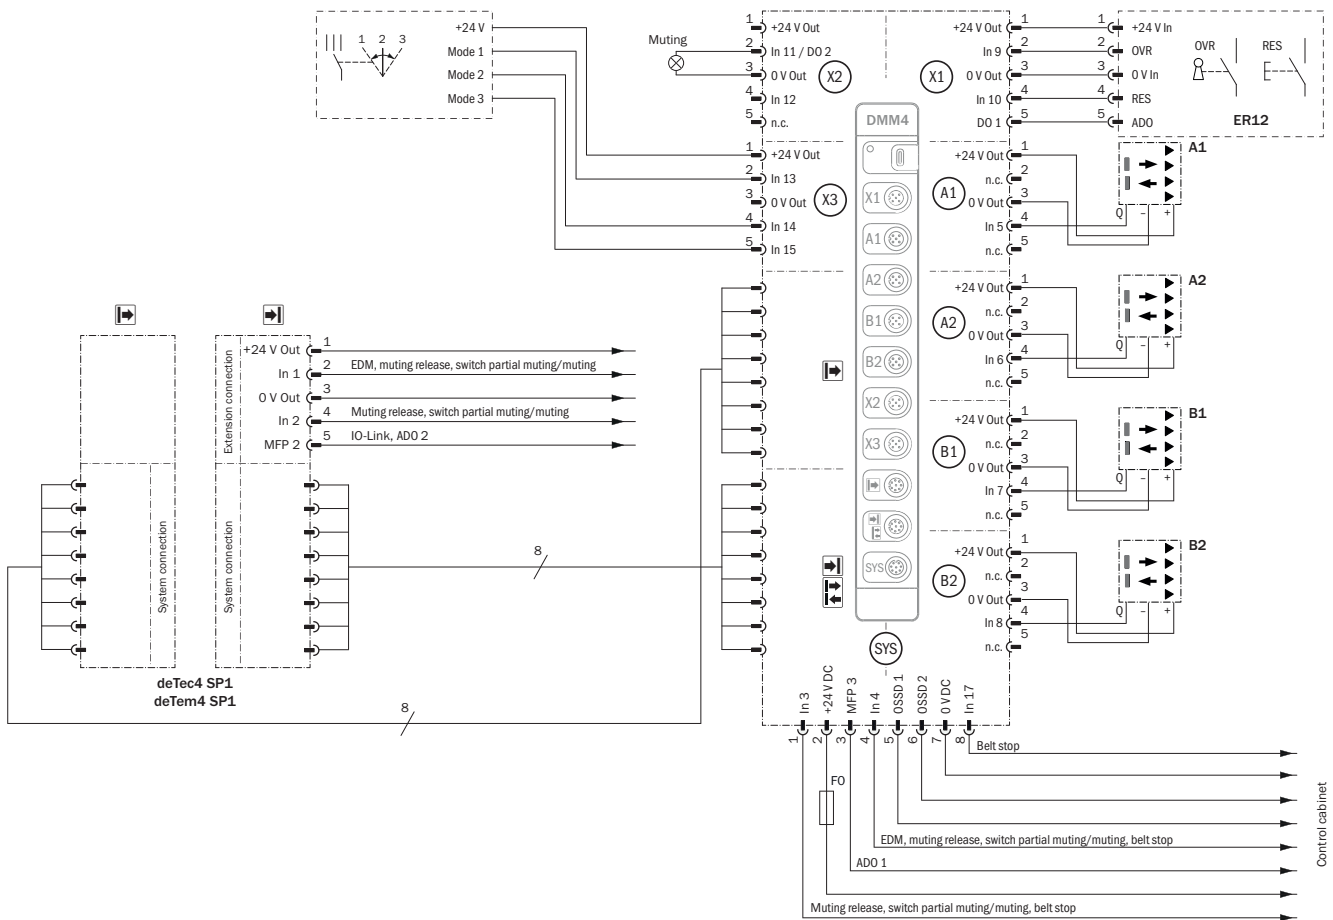 1 2 3
+24 V
Mode 1
Mode 2
Mode 3
Muting
1 +24 V Out
2 In 11 / DO 2
3 0 V Out
4 In 12
5 n.c.
X2
X1
+24 V Out 1
In 9 2
0 V Out 3
In 10 4
DO 1 5
1 +24 V In
2 OVR
3 0 V In
4 RES
5 ADO
OVR RES
ER12
1 +24 V Out
2 In 13
3 0 V Out
4 In 14
5 In 15
X3
DMM4
X1
A1
A2
B1
B2
X2
X3
SYS
SYS
A1
+24 V Out 1
n.c. 2
0 V Out 3
In 5 4
n.c. 5
A1
Q – +
A2
+24 V Out 1
n.c. 2
0 V Out 3
In 6 4
n.c. 5
A2
Q – +
B1
+24 V Out 1
n.c. 2
0 V Out 3
In 7 4
n.c. 5
B1
Q – +
B2
+24 V Out 1
n.c. 2
0 V Out 3
In 8 4
n.c. 5
B2
Q – +
Extension connection
+24 V Out 1
In 1 2 EDM, muting release, switch partial muting/muting
0 V Out 3
In 2 4 Muting release, switch partial muting/muting
MFP 2 5 IO-Link, ADO 2
System connection
System connection
8
deTec4 SP1
deTem4 SP1
8
In 3
+24 V DC
MFP 3
In 4
OSSD 1
OSSD 2
0 V DC
In 17
1 2 3 4 5 6 7 8
Belt stop
F0
EDM, muting release, switch partial muting/muting, belt stop
ADO 1
Muting release, switch partial muting/muting, belt stop
Control cabinet